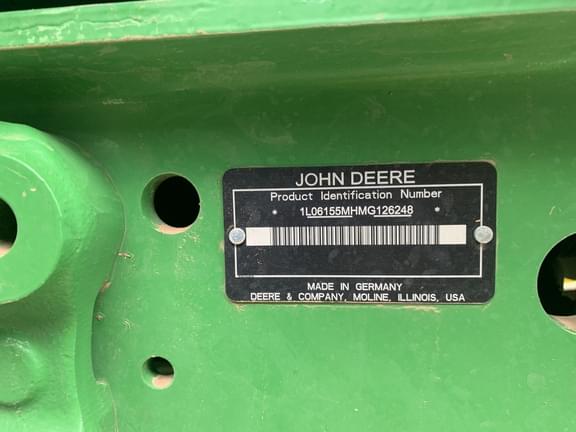 JOHN DEERE
Product Identification Number
* 1L06155MHMG126248 *
MADE IN GERMANY
DEERE & COMPANY, MOLINE, ILLINOIS, USA